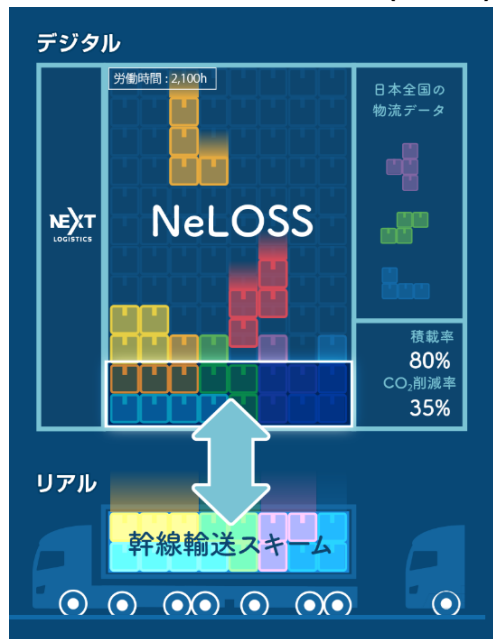 デジタル
労働時間：2,100h
日本全国の
物流データ
NEXT
LOGISTICS
NeLOSS
積載率
80%
CO₂削減率
35%
リアル
幹線輸送スキーム